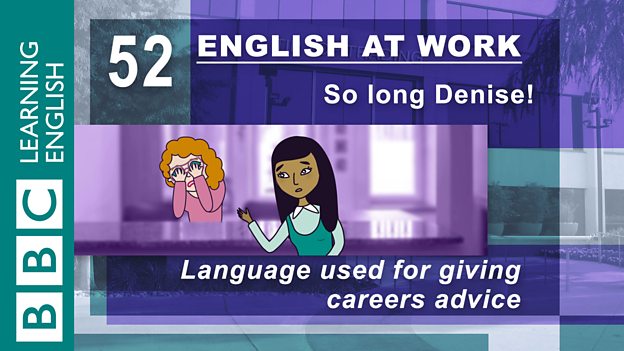 BBC
LEARNING
ENGLISH
52
ENGLISH AT WORK
So long Denise!
Language used for giving
careers advice